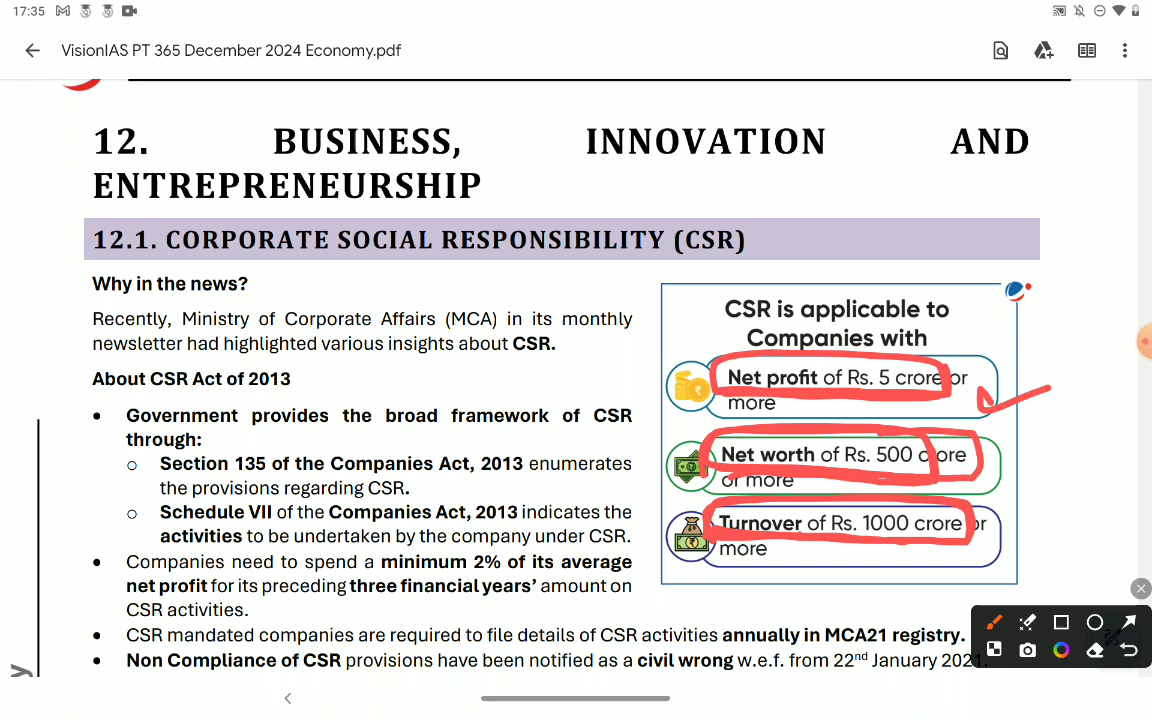 17:35
VisionIAS PT 365 December 2024 Economy.pdf
12. BUSINESS, INNOVATION AND
ENTREPRENEURSHIP
12.1. CORPORATE SOCIAL RESPONSIBILITY (CSR)
Why in the news?
Recently, Ministry of Corporate Affairs (MCA) in its monthly
newsletter had highlighted various insights about CSR.
About CSR Act of 2013
• Government provides the broad framework of CSR
through:
o Section 135 of the Companies Act, 2013 enumerates
the provisions regarding CSR.
o Schedule VII of the Companies Act, 2013 indicates the
activities to be undertaken by the company under CSR.
• Companies need to spend a minimum 2% of its average
net profit for its preceding three financial years' amount on
CSR activities.
• CSR mandated companies are required to file details of CSR activities annually in MCA21 registry.
• Non Compliance of CSR provisions have been notified as a civil wrong w.e.f. from 22nd January 2021.
CSR is applicable to
Companies with
Net profit of Rs. 5 crore or
more
Net worth of Rs. 500 crore
or more
Turnover of Rs. 1000 crore or
more